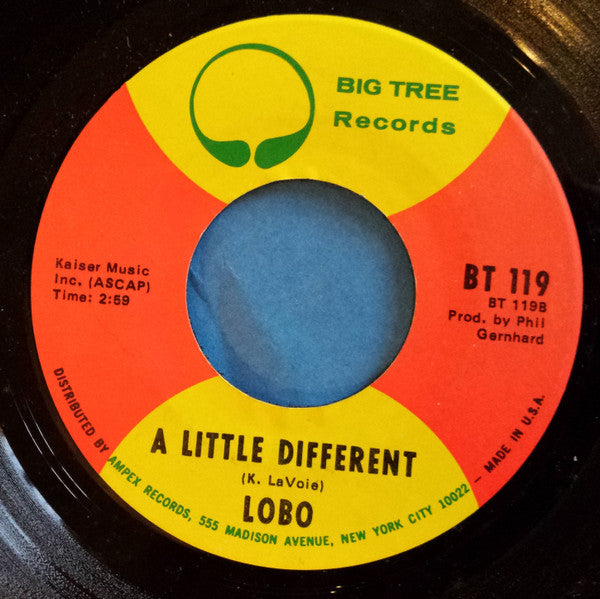 BIG TREE
Records
Kaiser Music
Inc. (ASCAP)
Time: 2:59
BT 119
BT 119B
Prod. by Phil
Gernhard
A LITTLE DIFFERENT
(K. LaVoie)
LOBO
DISTRIBUTED BY AMPEX RECORDS, 555 MADISON AVENUE, NEW YORK CITY 10022 - MADE IN U.S.A.